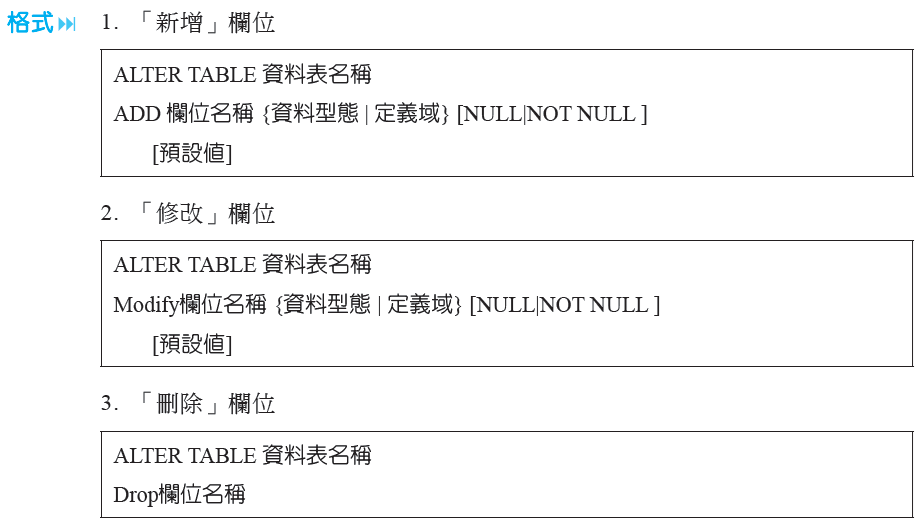 格式 1. 「新增」欄位
ALTER TABLE 資料表名稱
ADD 欄位名稱 {資料型態 | 定義域} [NULL|NOT NULL ]
[預設值]
2. 「修改」欄位
ALTER TABLE 資料表名稱
Modify欄位名稱 {資料型態 | 定義域} [NULL|NOT NULL ]
[預設值]
3. 「刪除」欄位
ALTER TABLE 資料表名稱
Drop欄位名稱